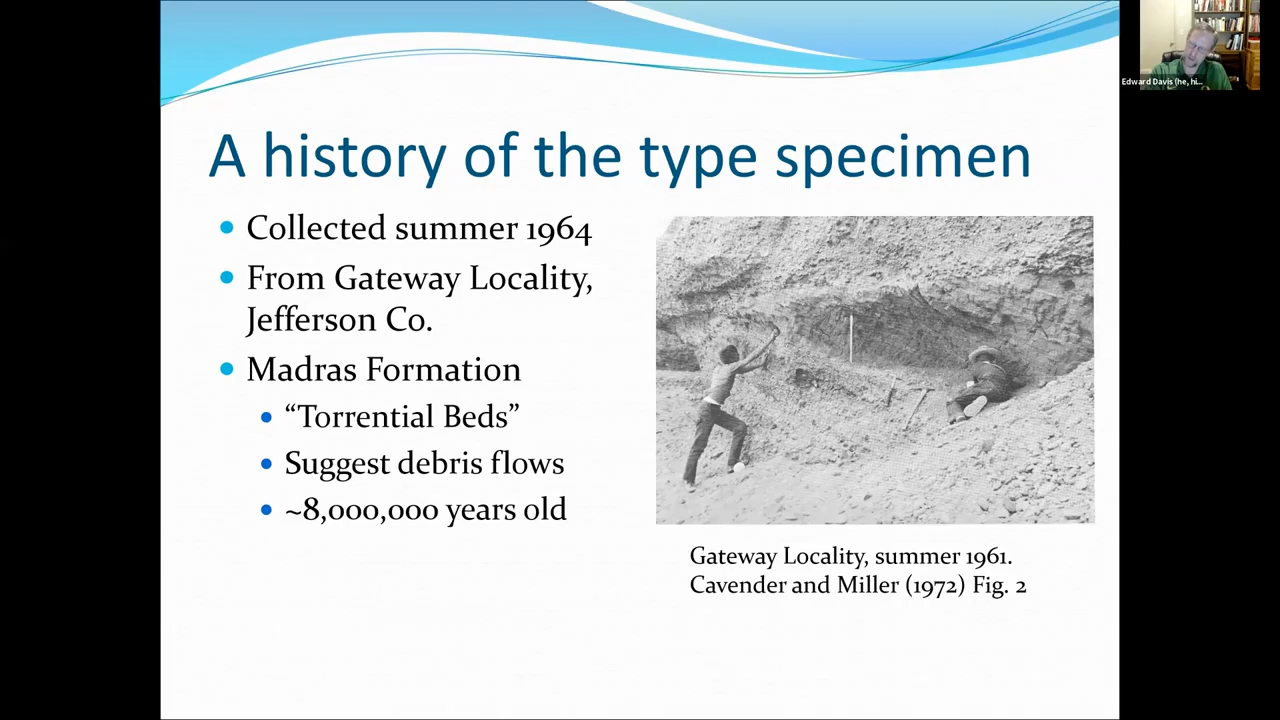 A history of the type specimen
• Collected summer 1964
• From Gateway Locality,
Jefferson Co.
• Madras Formation
• “Torrential Beds”
• Suggest debris flows
• ~8,000,000 years old
Gateway Locality, summer 1961.
Cavender and Miller (1972) Fig. 2
Edward Davis (he, hi...